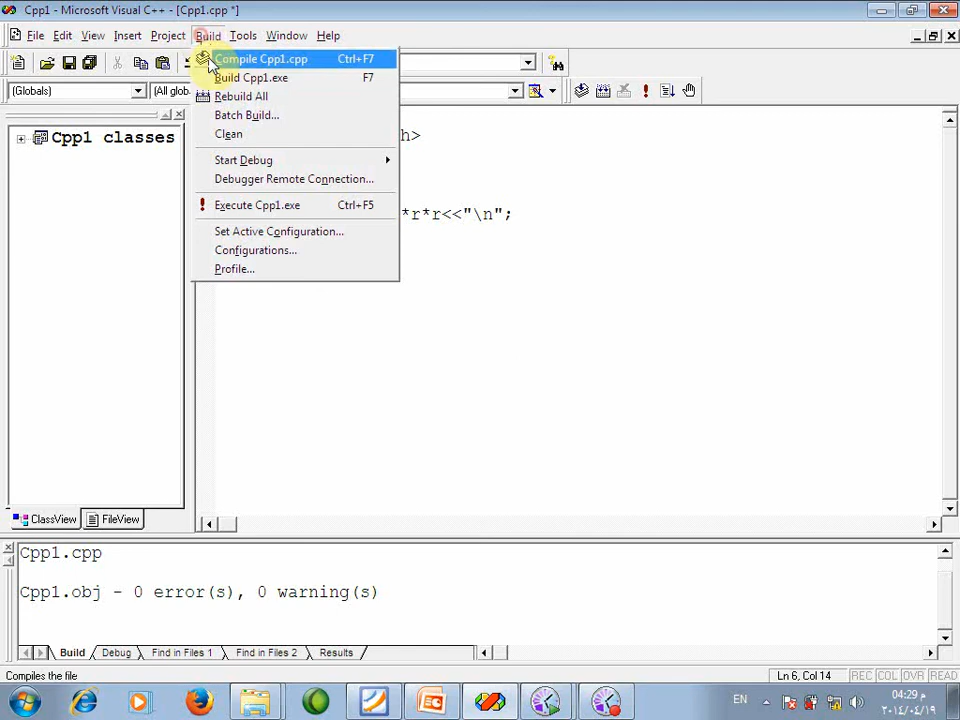 Cpp1 - Microsoft Visual C++ - [Cpp1.cpp *]
File Edit View Insert Project Build Tools Window Help
Compile Cpp1.cpp Ctrl+F7
Build Cpp1.exe F7
(Globals) (All glob
Rebuild All
Batch Build...
Clean
Start Debug
Debugger Remote Connection...
Execute Cpp1.exe Ctrl+F5
Set Active Configuration...
Configurations...
Profile...
Cpp1 classes
h>
*r*r<<"\n";
ClassView FileView
Cpp1.cpp
Cpp1.obj - 0 error(s), 0 warning(s)
Build Debug Find in Files 1 Find in Files 2 Results
Compiles the file
Ln 6, Col 14 REC COL OVR READ
EN
04:29 م
٢٠١٤/٠٤/١٩